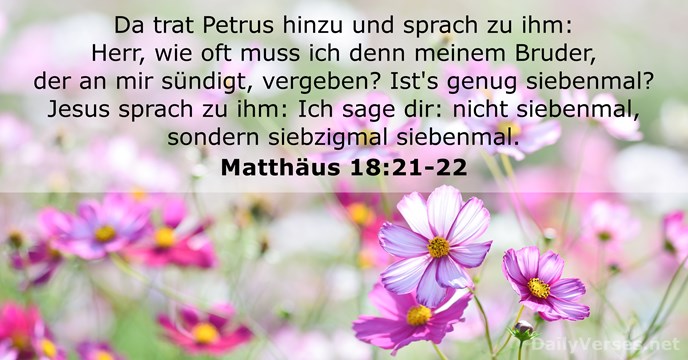 Da trat Petrus hinzu und sprach zu ihm:
Herr, wie oft muss ich denn meinem Bruder,
der an mir sündigt, vergeben? Ist's genug siebenmal?
Jesus sprach zu ihm: Ich sage dir: nicht siebenmal,
sondern siebzigmal siebenmal.
Matthäus 18:21-22
DailyVerses.net